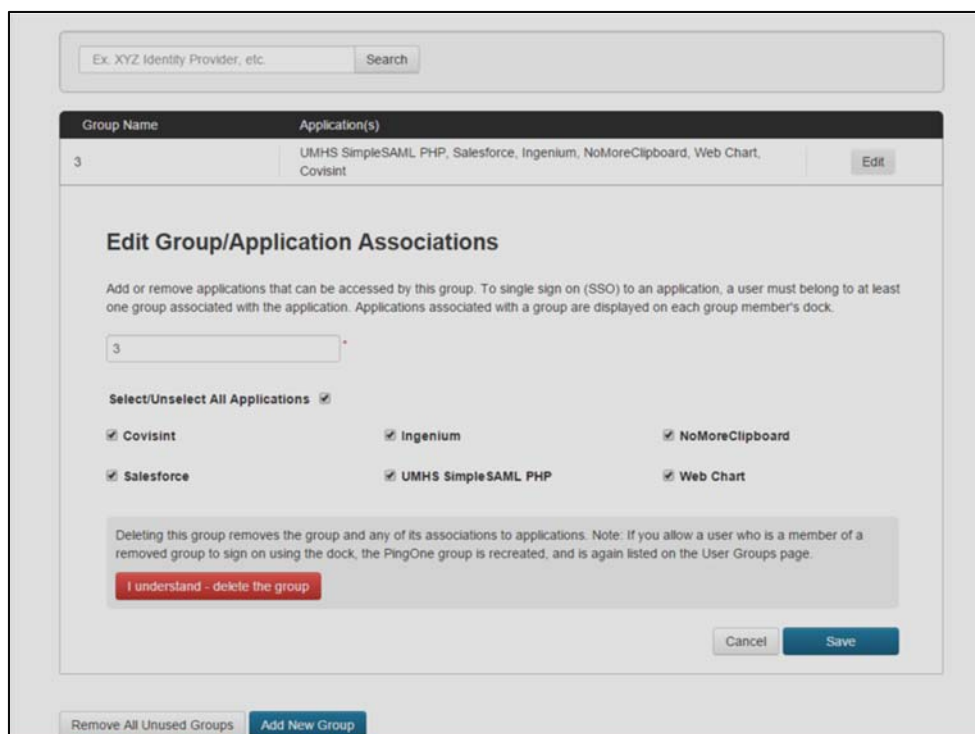 Ex. XYZ Identity Provider, etc.
Search
Group Name
Application(s)
3
UMHS SimpleSAML PHP, Salesforce, Ingenium, NoMoreClipboard, Web Chart,
Covisint
Edit
Edit Group/Application Associations
Add or remove applications that can be accessed by this group. To single sign on (SSO) to an application, a user must belong to at least
one group associated with the application. Applications associated with a group are displayed on each group member's dock.
3
*
Select/Unselect All Applications
Covisint
Ingenium
NoMoreClipboard
Salesforce
UMHS SimpleSAML PHP
Web Chart
Deleting this group removes the group and any of its associations to applications. Note: If you allow a user who is a member of a
removed group to sign on using the dock, the PingOne group is recreated, and is again listed on the User Groups page.
I understand - delete the group
Cancel
Save
Remove All Unused Groups
Add New Group